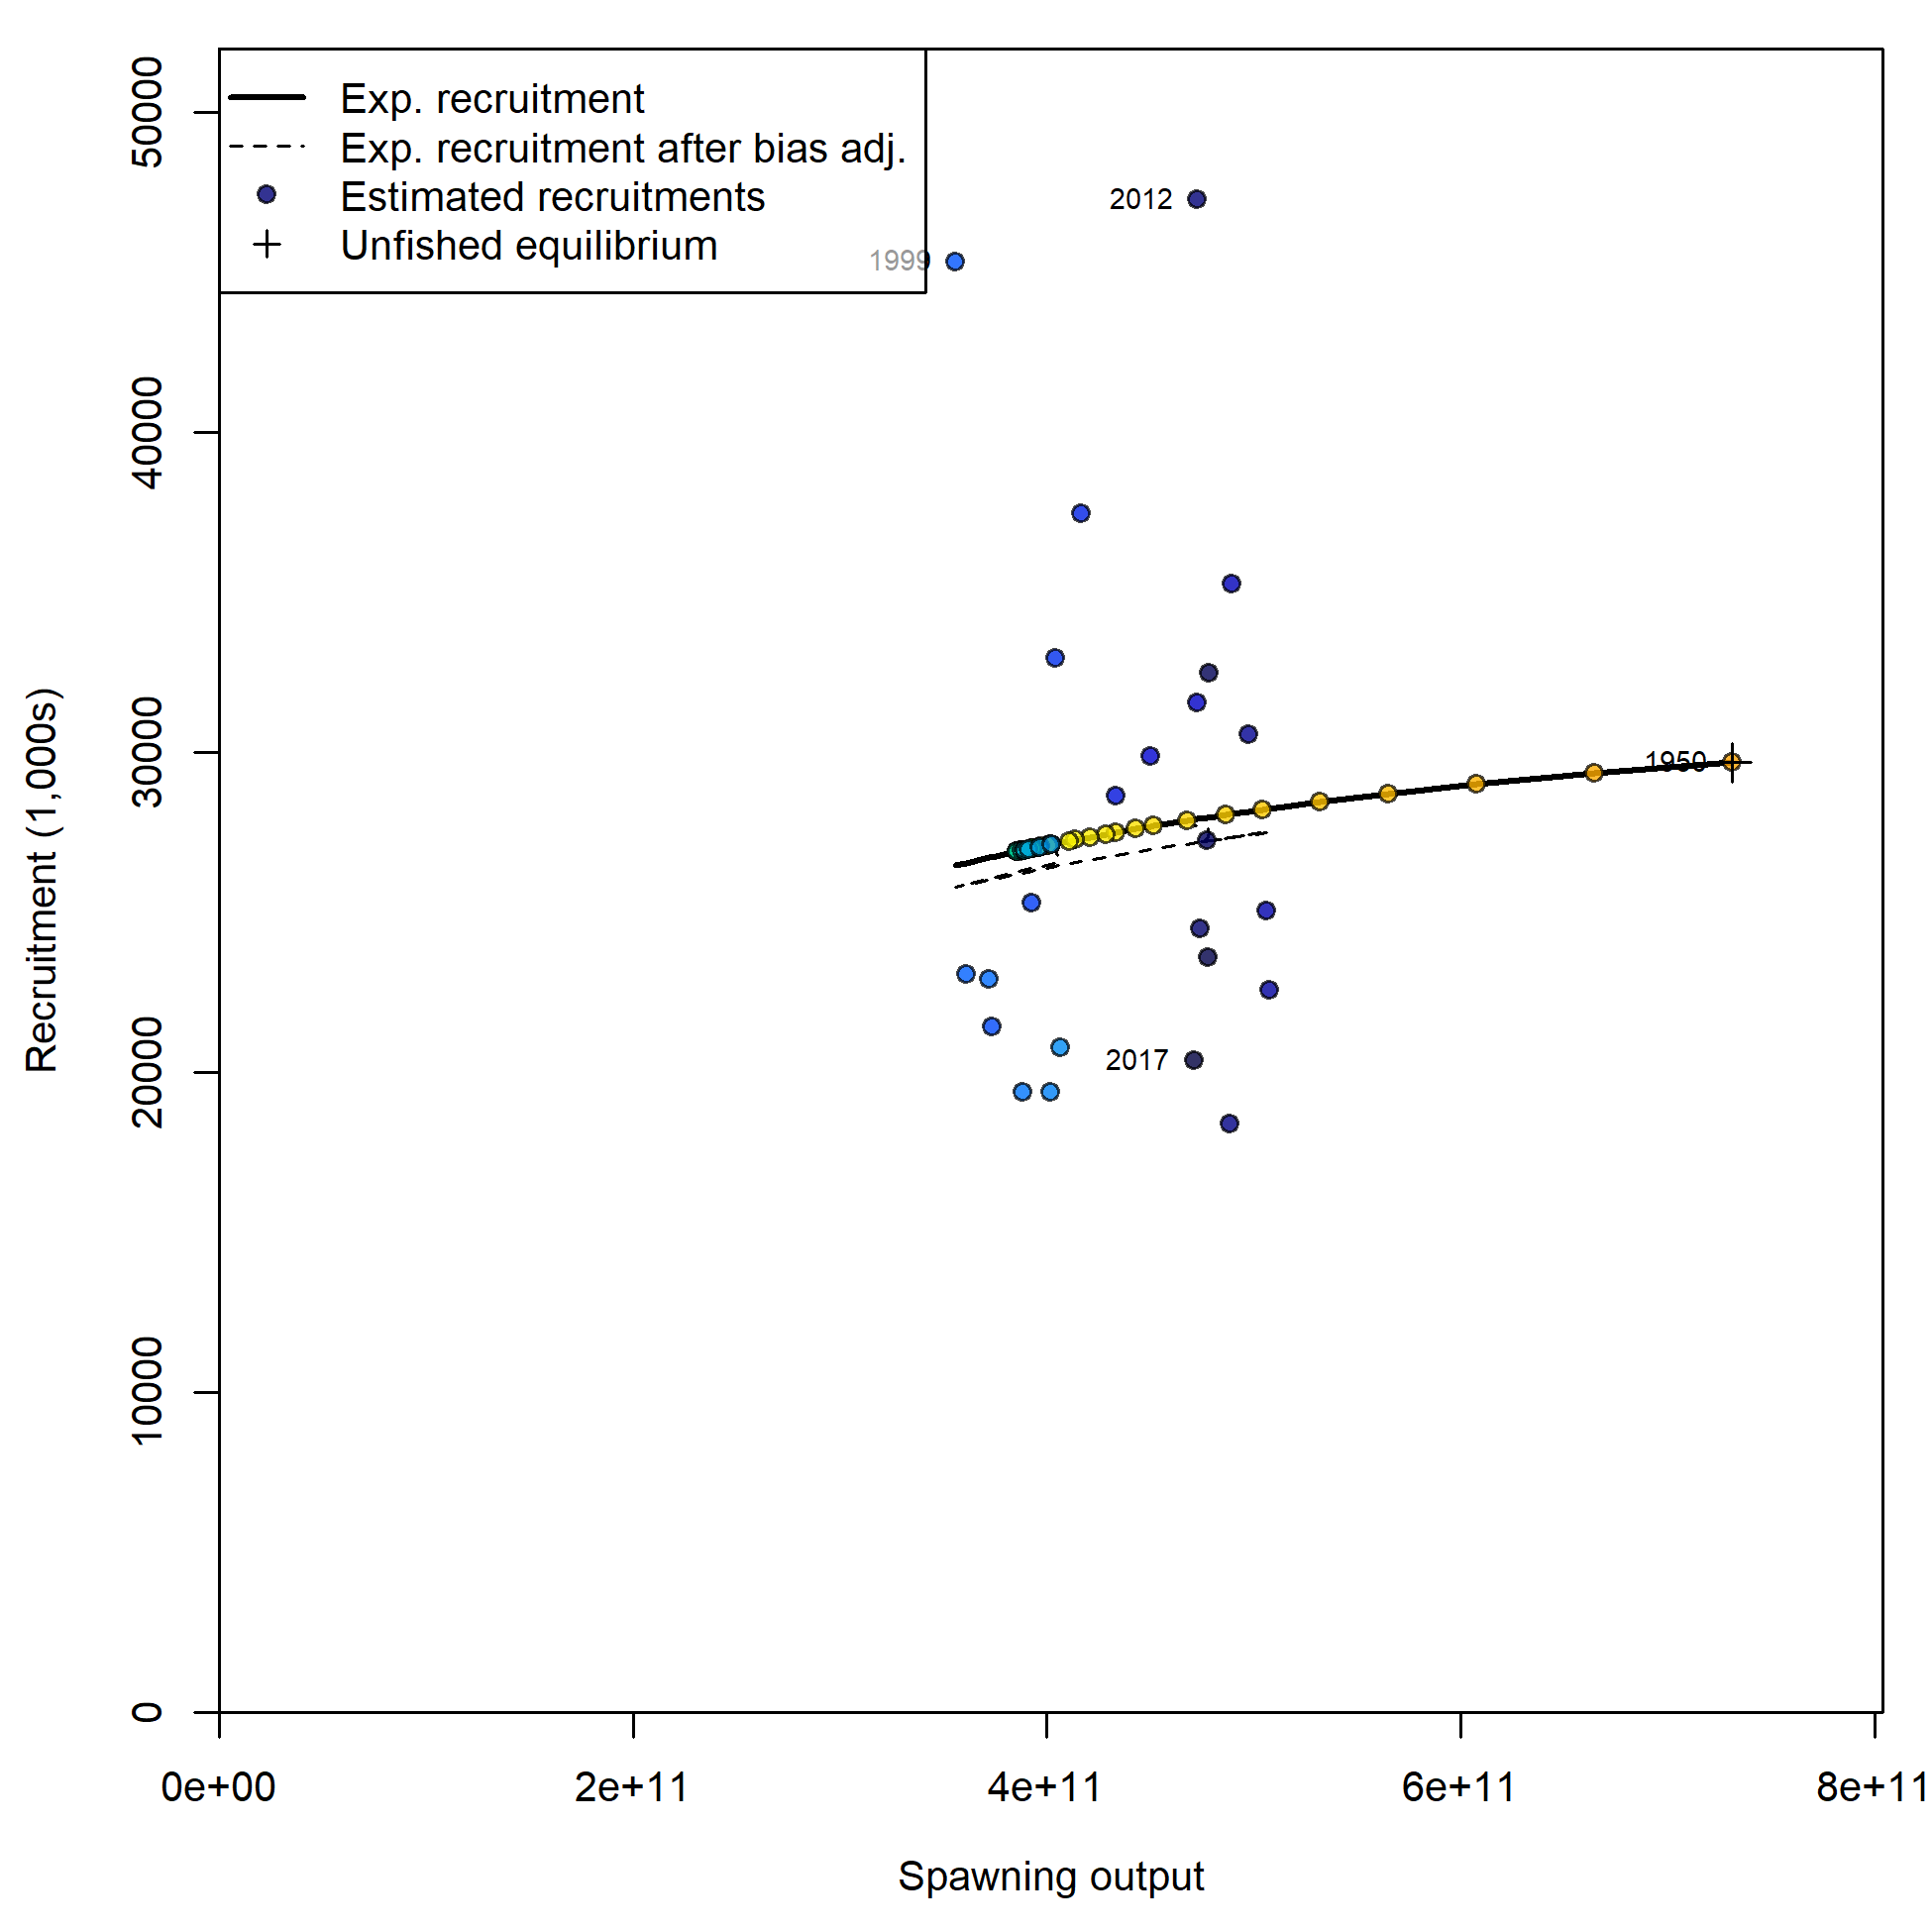 Exp. recruitment
Exp. recruitment after bias adj.
Estimated recruitments
Unfished equilibrium
2012
1999
1950
2017
50000
40000
30000
20000
10000
0
Recruitment (1,000s)
0e+00 2e+11 4e+11 6e+11 8e+11
Spawning output